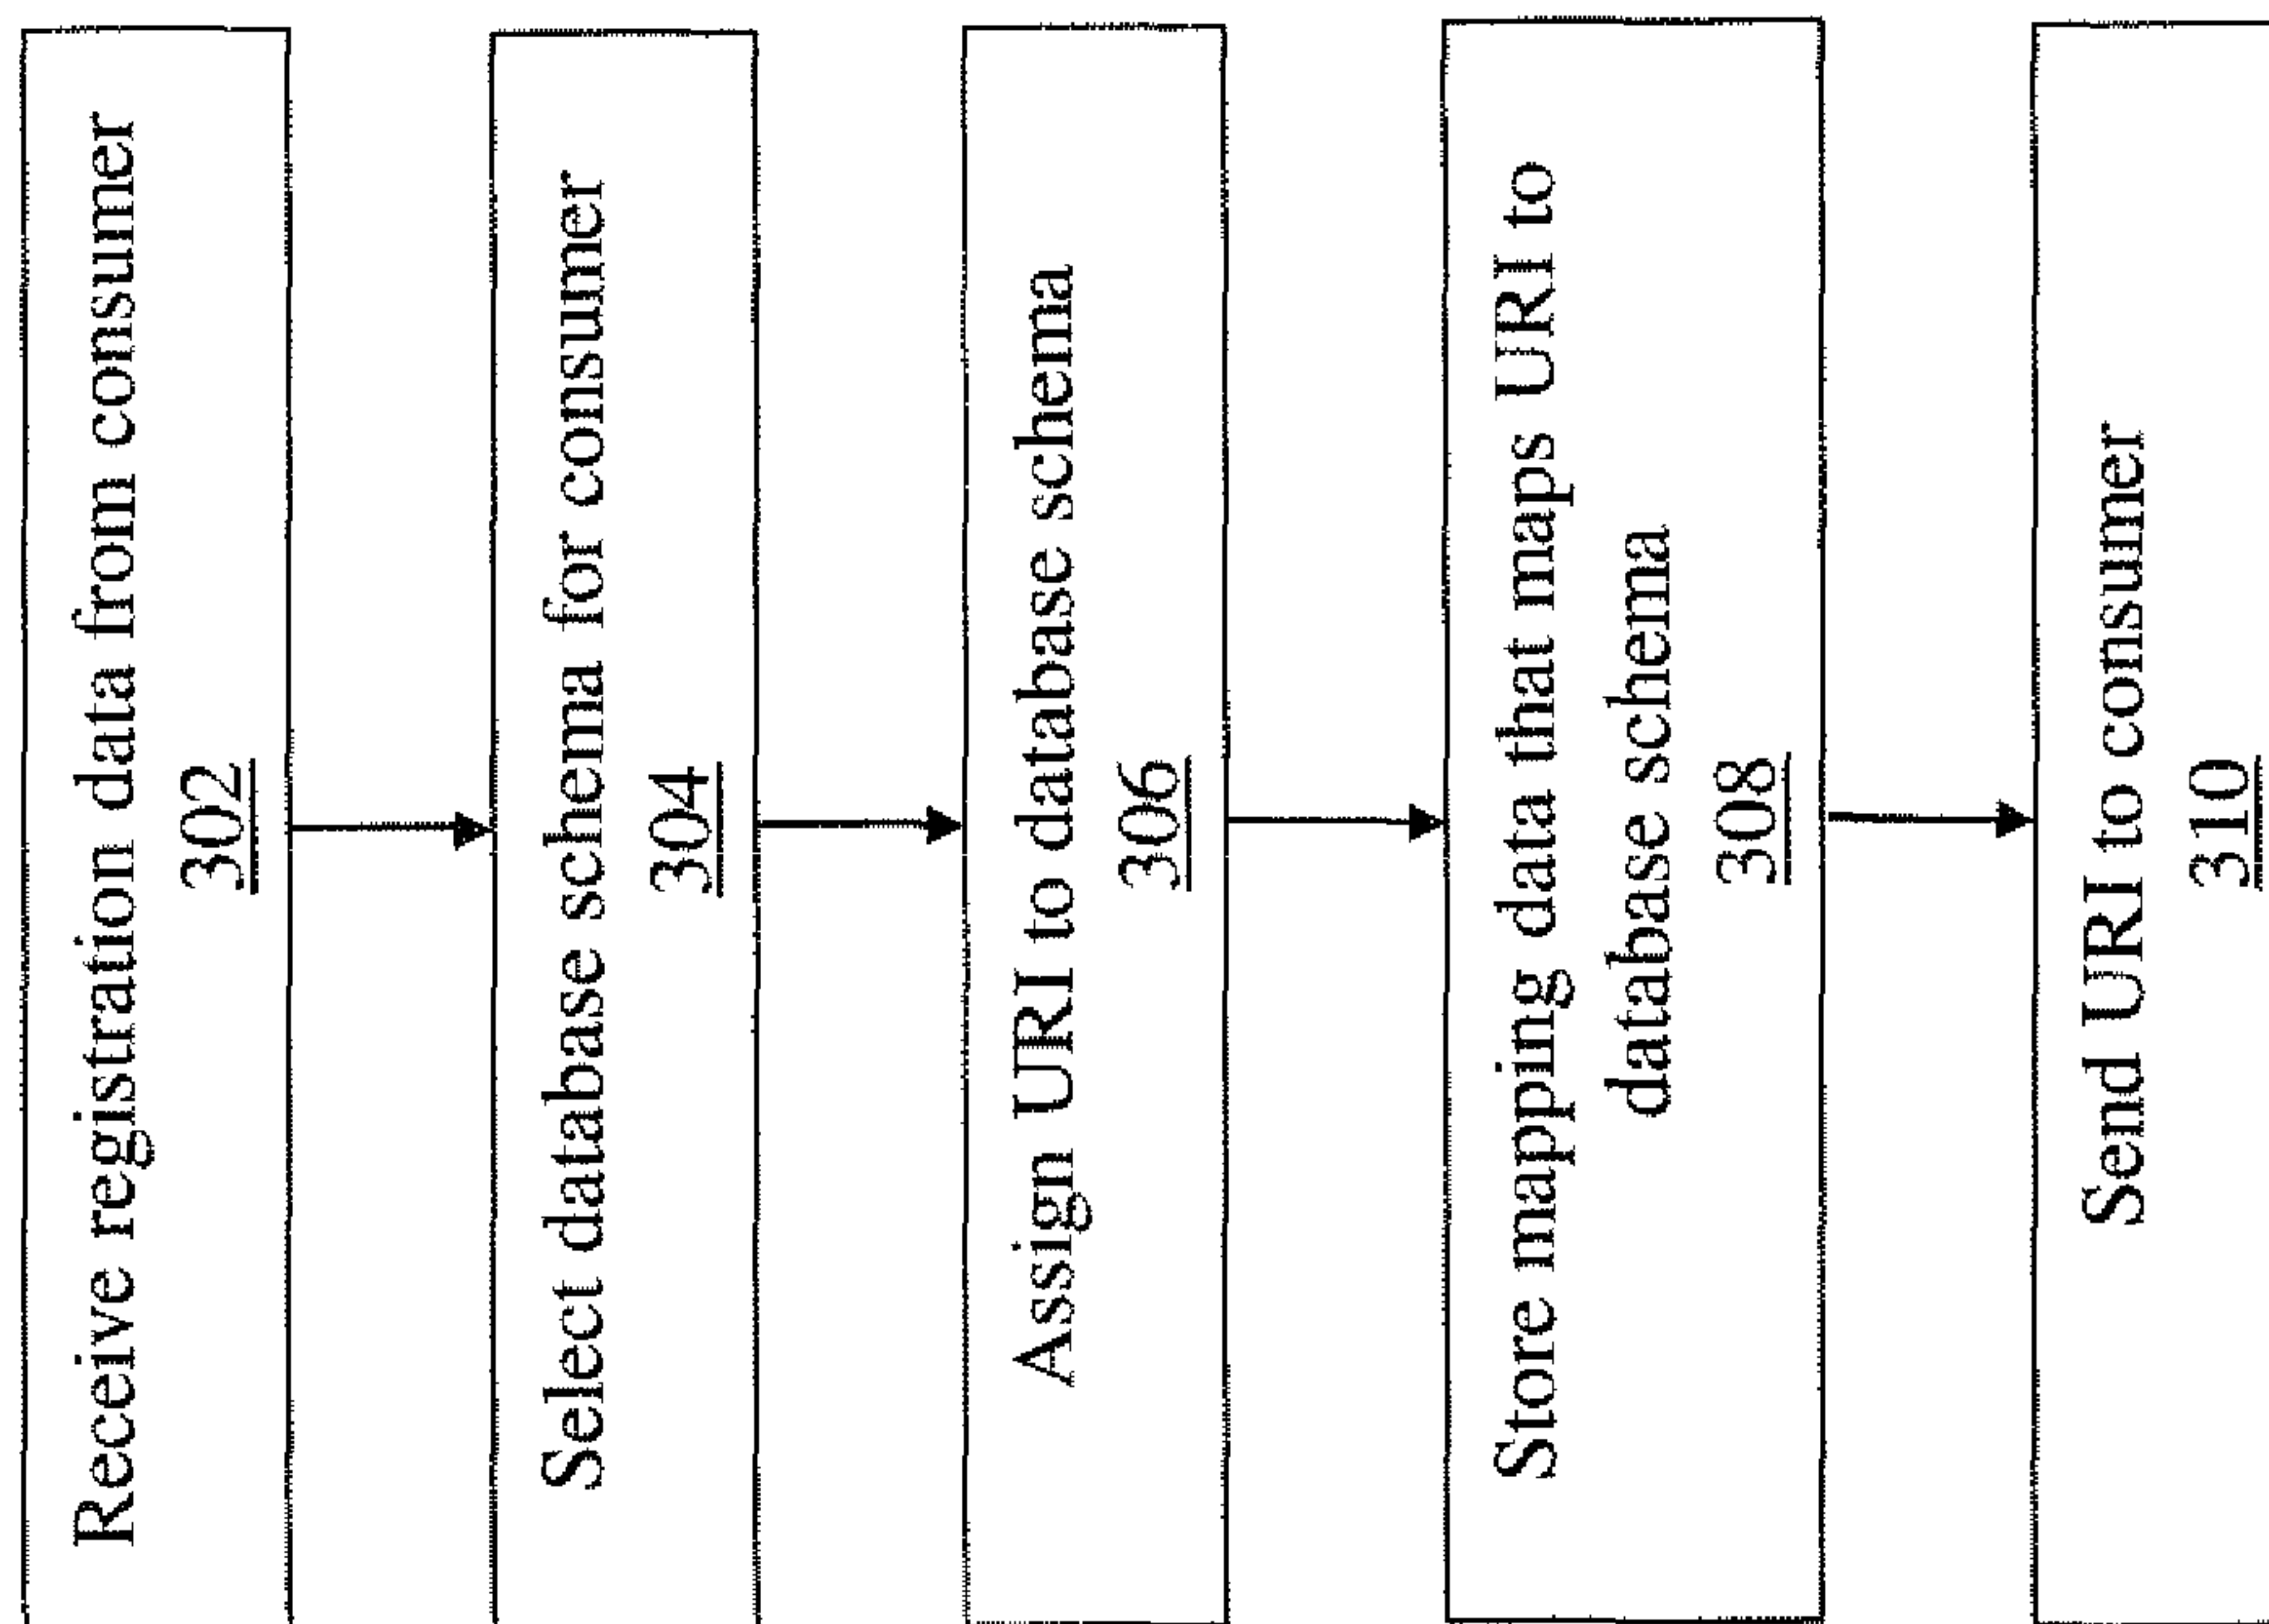 Receive registration data from consumer
302
Select database schema for consumer
304
Assign URI to database schema
306
Store mapping data that maps URI to
database schema
308
Send URI to consumer
310